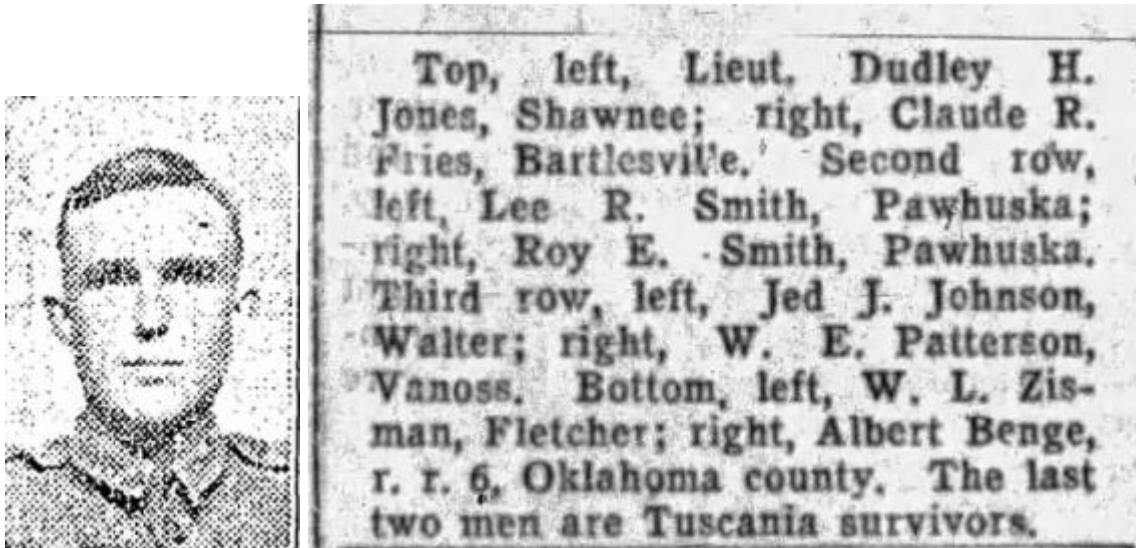 Top, left, Lieut. Dudley H.
Jones, Shawnee; right, Claude R.
Fries, Bartlesville. Second row,
left, Lee R. Smith, Pawhuska;
right, Roy E. Smith, Pawhuska.
Third row, left, Jed J. Johnson,
Walter; right, W. E. Patterson,
Vanoss. Bottom, left, W. L. Zis-
man, Fletcher; right, Albert Benge,
r. r. 6, Oklahoma county. The last
two men are Tuscania survivors.